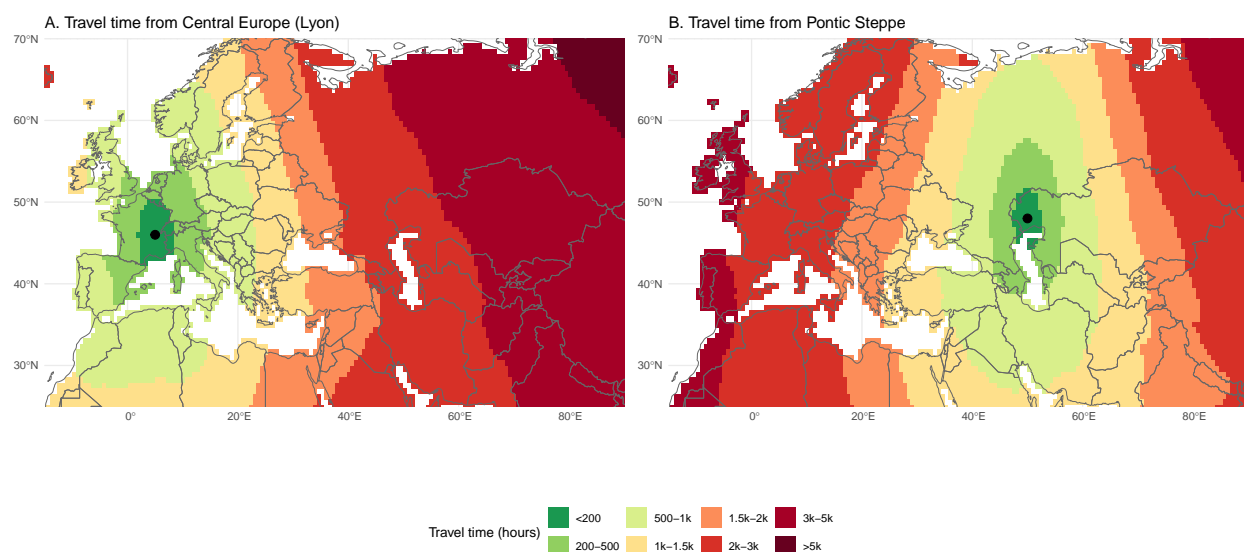 A. Travel time from Central Europe (Lyon)
70°N
60°N
50°N
40°N
30°N
0°
20°E
40°E
60°E
80°E
B. Travel time from Pontic Steppe
70°N
60°N
50°N
40°N
30°N
0°
20°E
40°E
60°E
80°E
Travel time (hours)
<200
500−1k
1.5k−2k
3k−5k
200−500
1k−1.5k
2k−3k
>5k